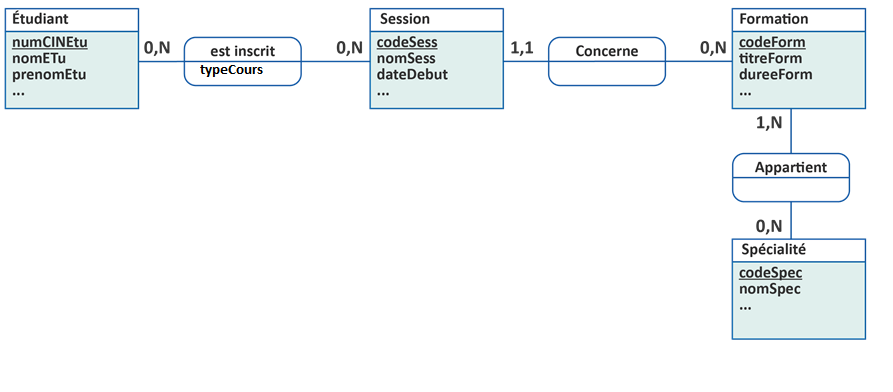 Étudiant
numCINEtu
nomETu
prenomEtu
...
0,N
est inscrit
typeCours
0,N
Session
codeSess
nomSess
dateDebut
...
1,1
Concerne
0,N
Formation
codeForm
titreForm
dureeForm
...
1,N
Appartient
0,N
Spécialité
codeSpec
nomSpec
...